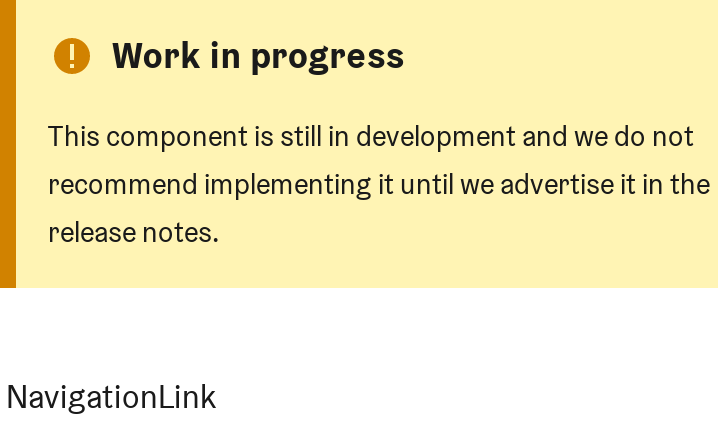 Work in progress
This component is still in development and we do not
recommend implementing it until we advertise it in the
release notes.
NavigationLink